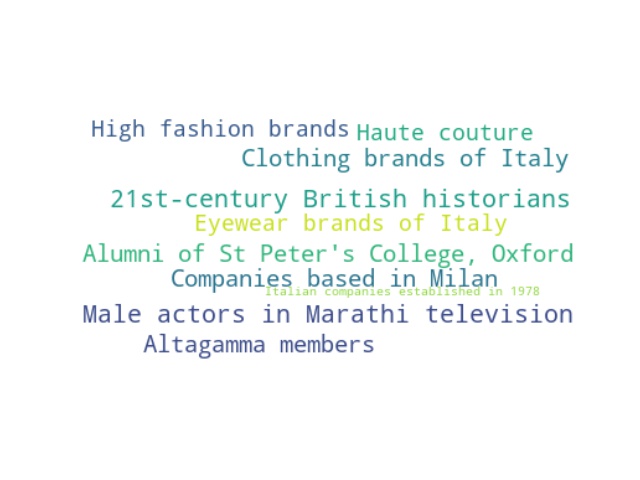 High fashion brands
Haute couture
Clothing brands of Italy
21st-century British historians
Eyewear brands of Italy
Alumni of St Peter's College, Oxford
Companies based in Milan
Italian companies established in 1978
Male actors in Marathi television
Altagamma members